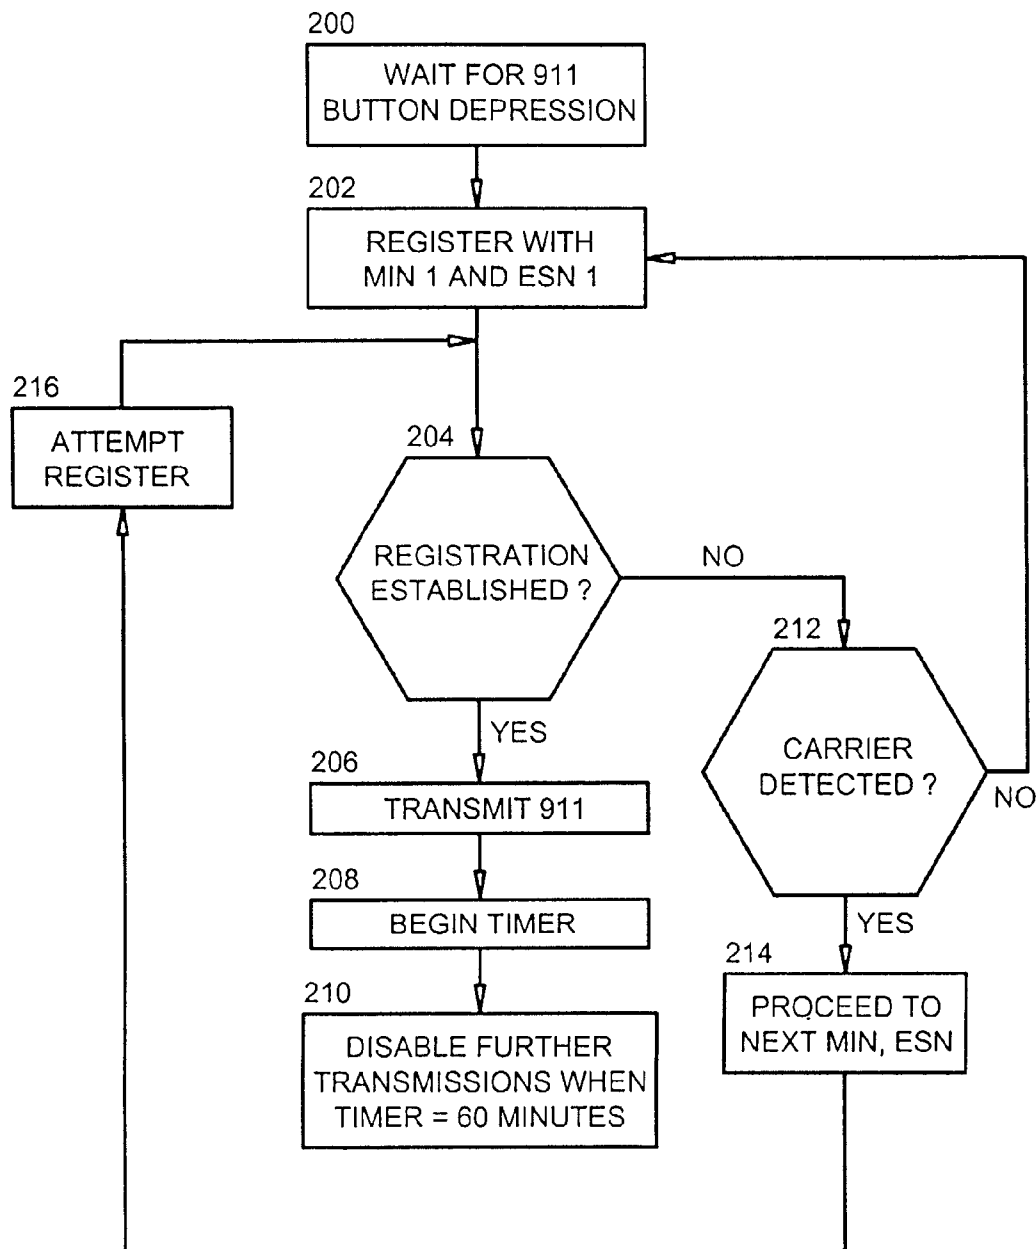 200
WAIT FOR 911
BUTTON DEPRESSION
202
REGISTER WITH
MIN 1 AND ESN 1
216
ATTEMPT
REGISTER
204
REGISTRATION
ESTABLISHED ?
NO
212
CARRIER
DETECTED ?
NO
YES
206
TRANSMIT 911
208
BEGIN TIMER
YES
214
PROCEED TO
NEXT MIN, ESN
210
DISABLE FURTHER
TRANSMISSIONS WHEN
TIMER = 60 MINUTES